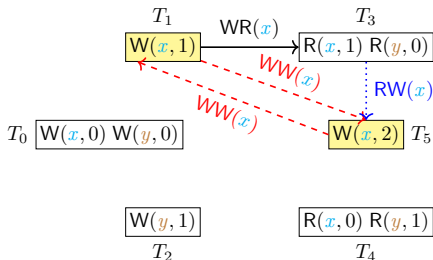 T1 T3
W(x, 1) WR(x) R(x, 1) R(y, 0)
WW(x) RW(x)
WW(x)
T0 W(x, 0) W(y, 0) W(x, 2) T5
W(y, 1) R(x, 0) R(y, 1)
T2 T4